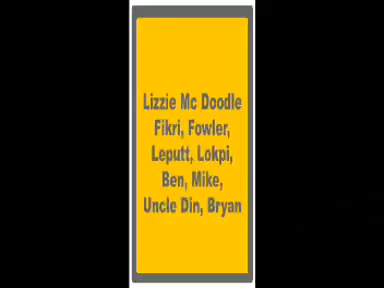 Lizzie Mc Doodle
Fikri, Fowler,
Leputt, Lokpi,
Ben, Mike,
Uncle Din, Bryan